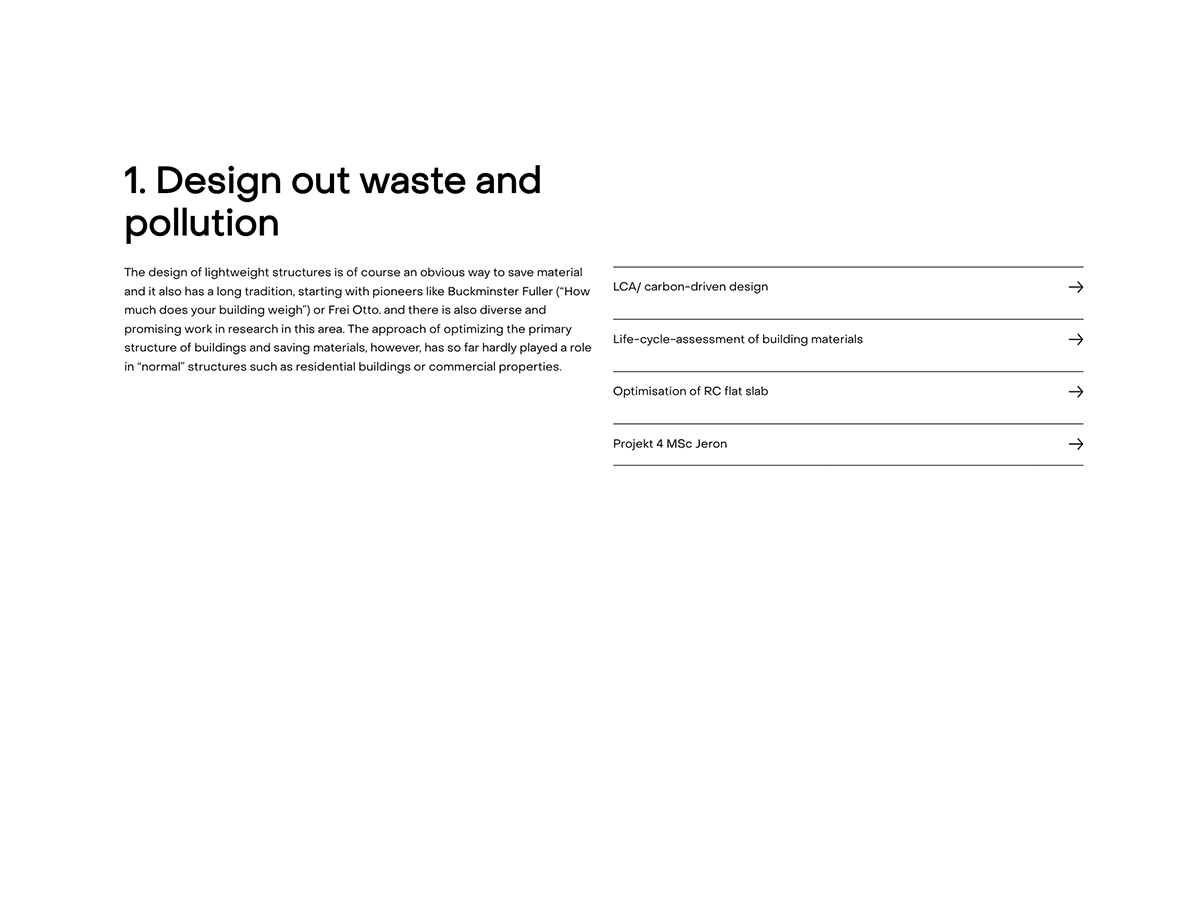 1. Design out waste and
pollution
The design of lightweight structures is of course an obvious way to save material
and it also has a long tradition, starting with pioneers like Buckminster Fuller (“How
much does your building weigh”) or Frei Otto. and there is also diverse and
promising work in research in this area. The approach of optimizing the primary
structure of buildings and saving materials, however, has so far hardly played a role
in “normal” structures such as residential buildings or commercial properties.
LCA/ carbon-driven design
Life-cycle-assessment of building materials
Optimisation of RC flat slab
Projekt 4 MSc Jeron